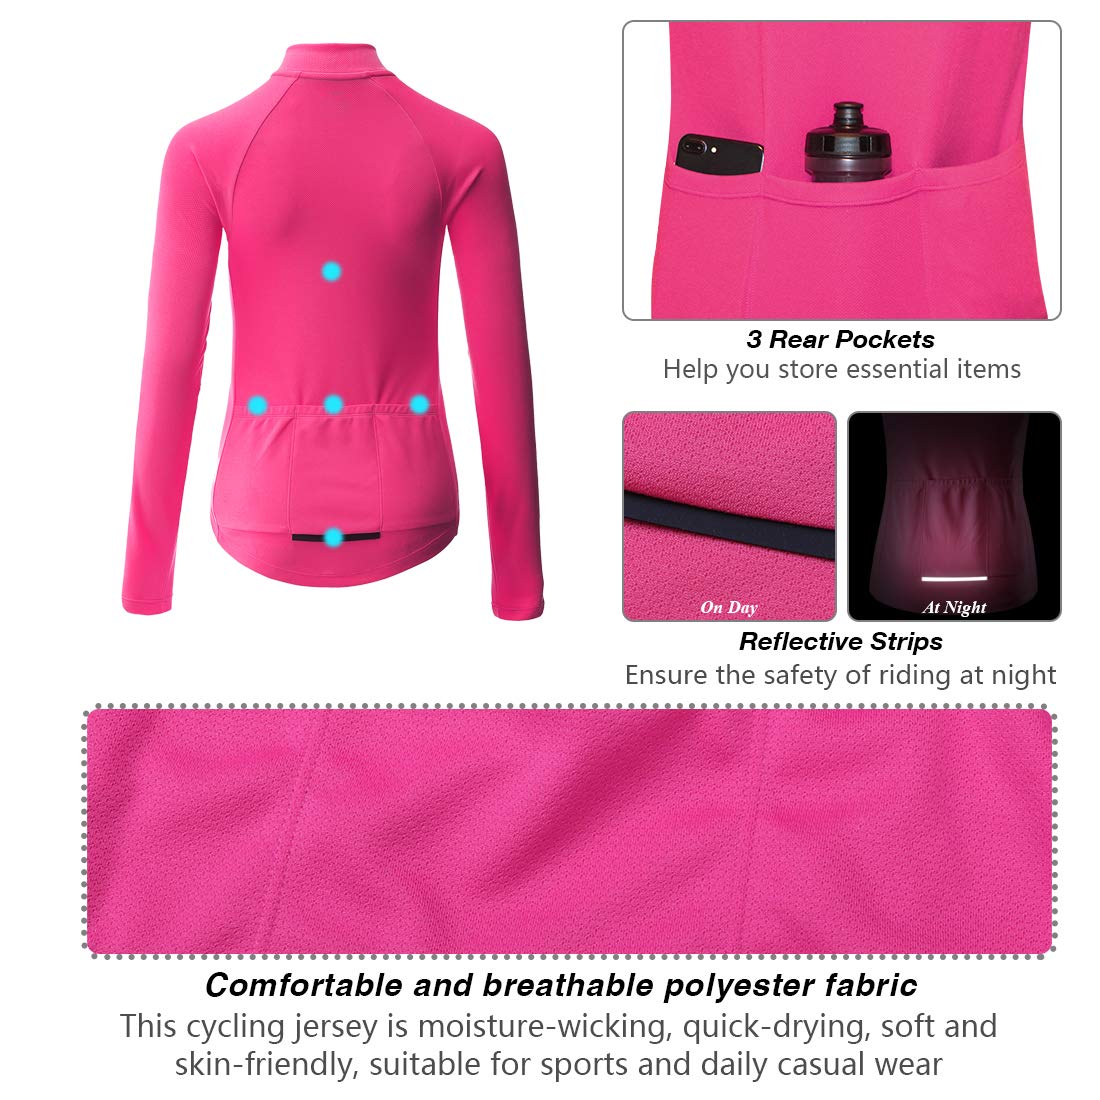 3 Rear Pockets
Help you store essential items
On Day
At Night
Reflective Strips
Ensure the safety of riding at night
Comfortable and breathable polyester fabric
This cycling jersey is moisture-wicking, quick-drying, soft and
skin-friendly, suitable for sports and daily casual wear